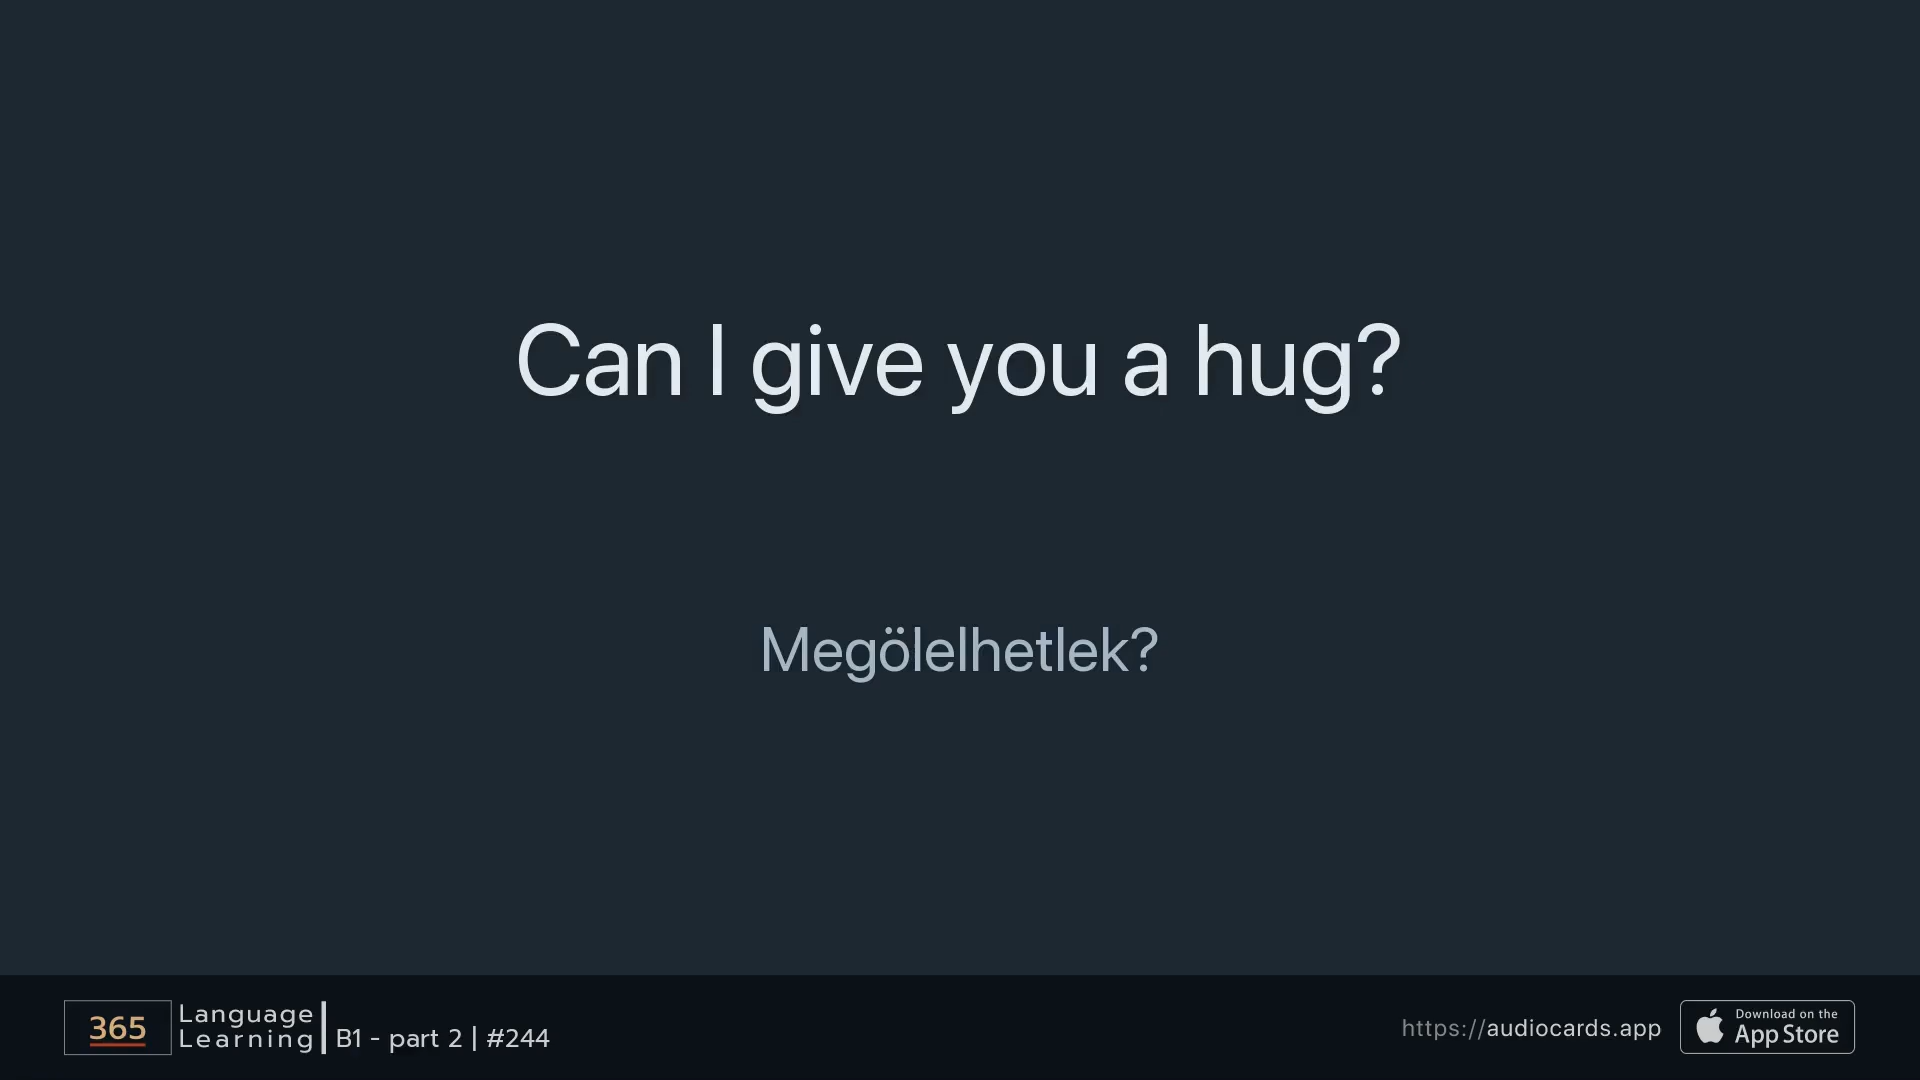 Can I give you a hug?
Megölelhetlek?
365
Language
Learning
B1 - part 2 | #244
https://audiocards.app
Download on the
App Store